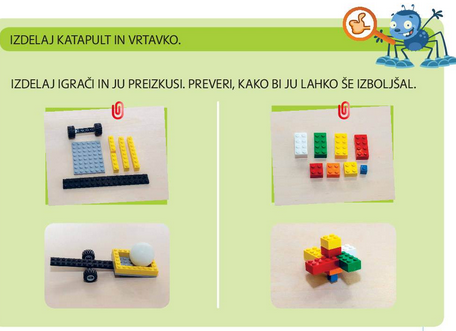 IZDELAJ KATAPULT IN VRTAVKO.
IZDELAJ IGRAČI IN JU PREIZKUSI. PREVERI, KAKO BI JU LAHKO ŠE IZBOLJŠAL.